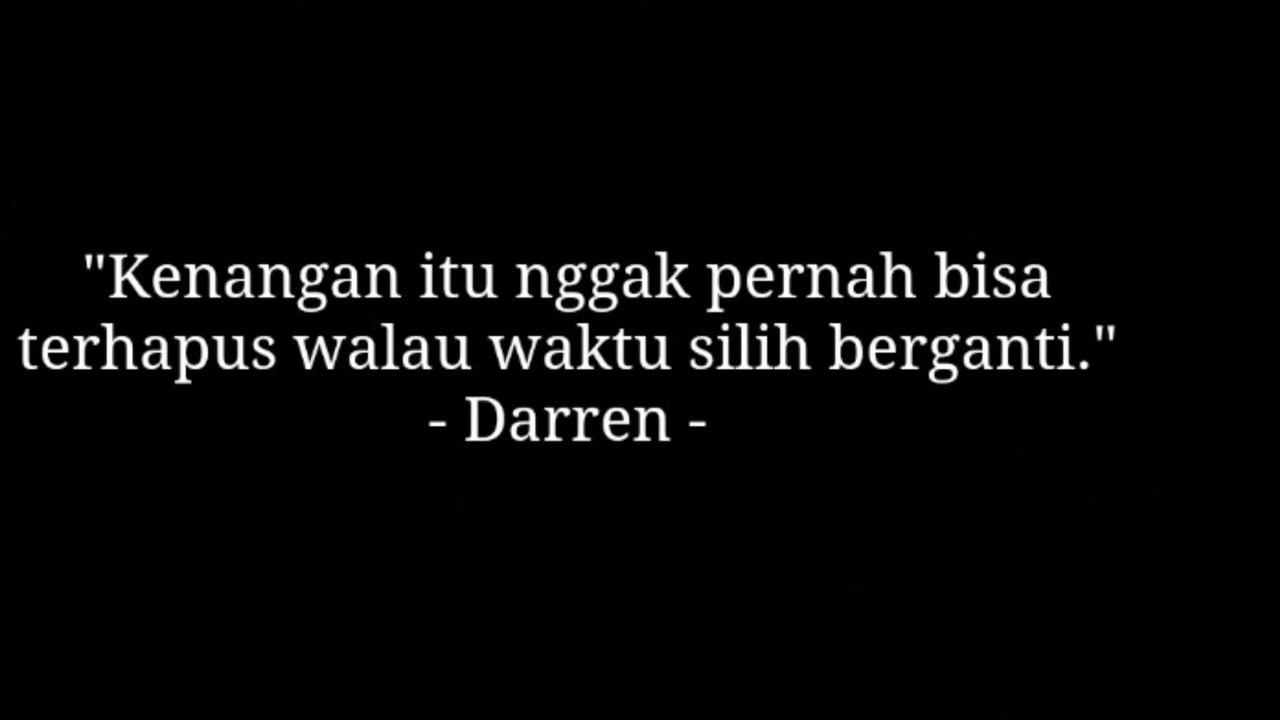 "Kenangan itu nggak pernah bisa
terhapus walau waktu silih berganti."
- Darren -